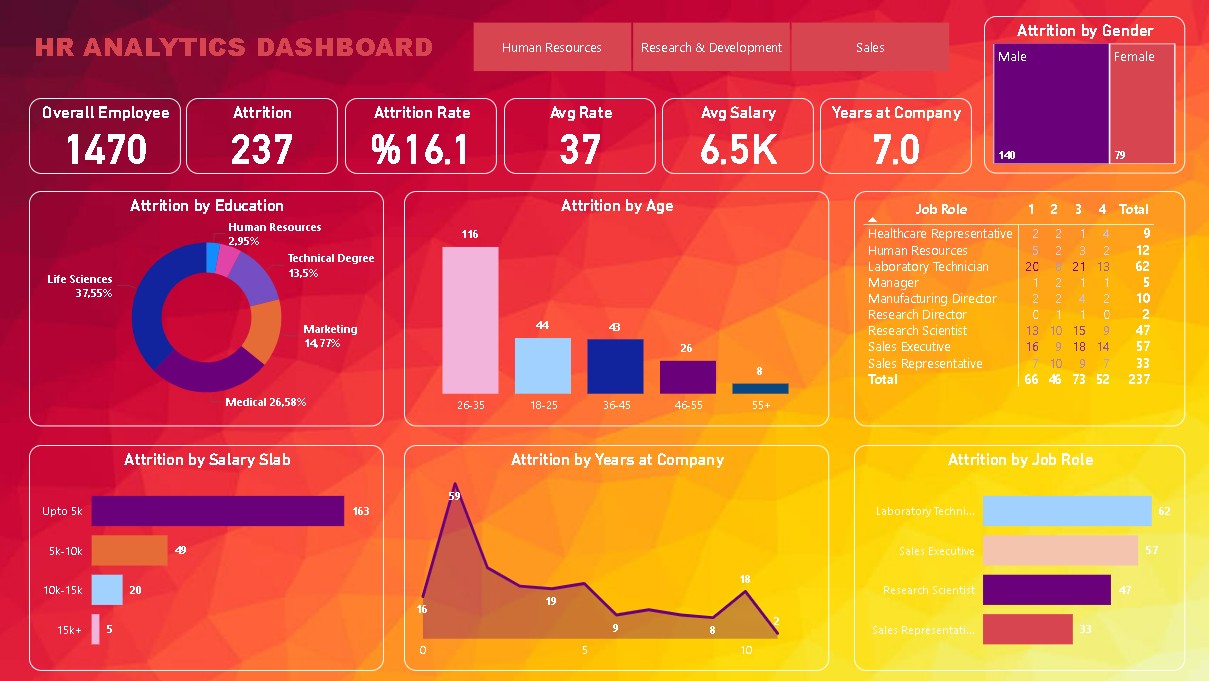 HR ANALYTICS DASHBOARD
Human Resources
Research & Development
Sales
Attrition by Gender
Male
Female
140
79
Overall Employee
1470
Attrition
237
Attrition Rate
%16.1
Avg Rate
37
Avg Salary
6.5K
Years at Company
7.0
Attrition by Education
Human Resources
2,95%
Technical Degree
13,5%
Life Sciences
37,55%
Marketing
14,77%
Medical 26,58%
Attrition by Age
116
44
43
26
8
26-35
18-25
36-45
46-55
55+
Job Role 1 2 3 4 Total
Healthcare Representative 2 2 1 4 9
Human Resources 5 2 3 2 12
Laboratory Technician 20 21 13 62
Manager 1 2 1 1 5
Manufacturing Director 2 2 4 2 10
Research Director 0 1 1 0 2
Research Scientist 13 10 15 9 47
Sales Executive 16 9 18 14 57
Sales Representative 7 10 9 7 33
Total 66 46 73 52 237
Attrition by Salary Slab
Upto 5k 163
5k-10k 49
10k-15k 20
15k+ 5
Attrition by Years at Company
59
16
19
9
8
18
2
0
5
10
Attrition by Job Role
Laboratory Techni... 62
Sales Executive 57
Research Scientist 47
Sales Representati... 33